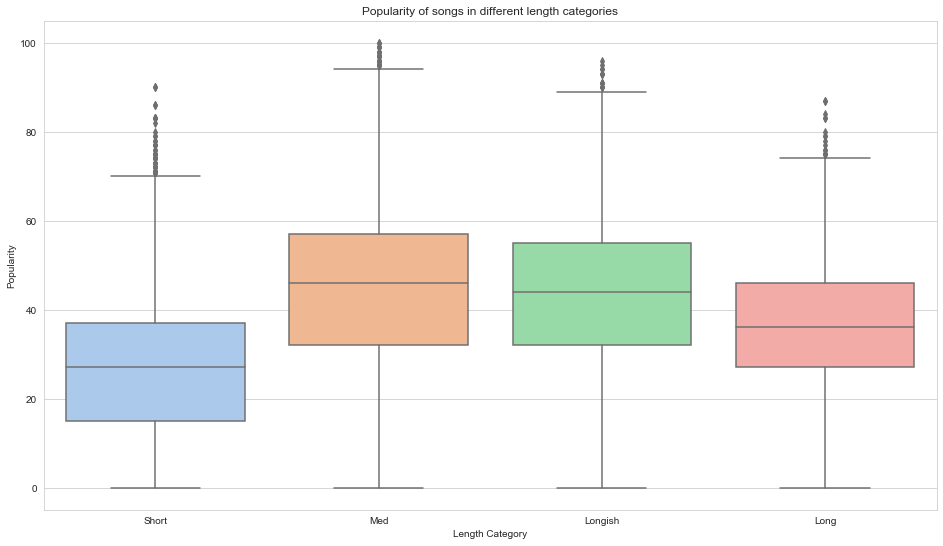 Popularity of songs in different length categories
100
80
60
40
20
0
Popularity
Short Med Longish Long
Length Category